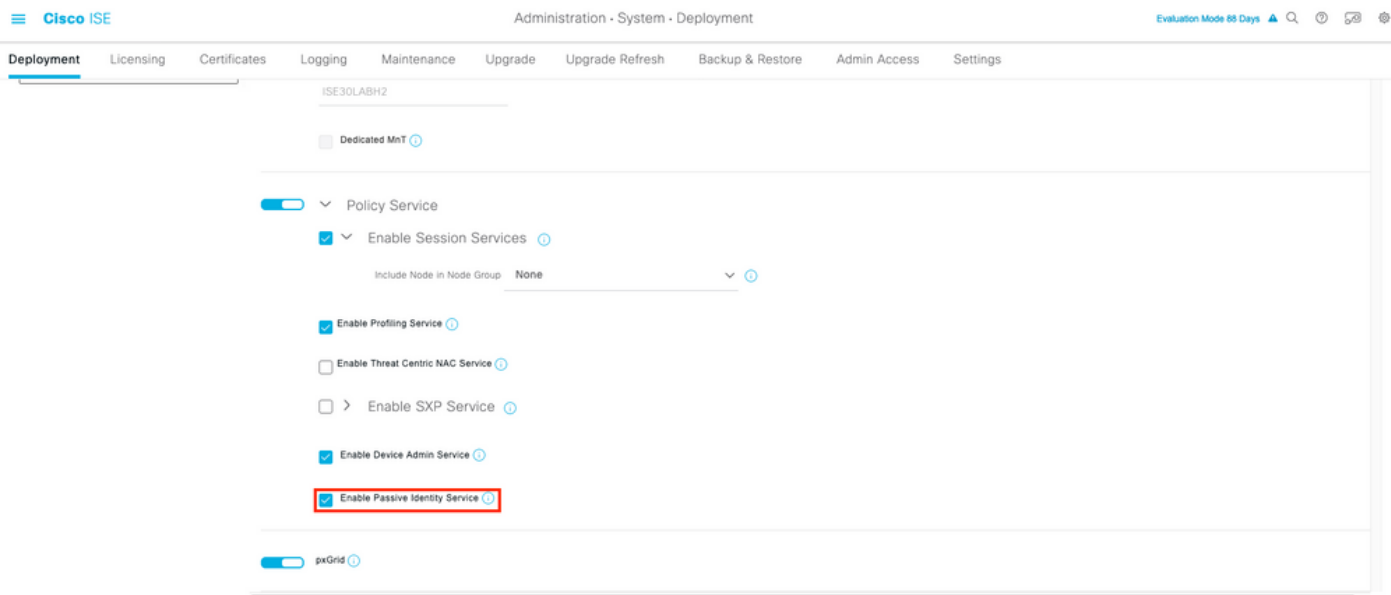 Cisco ISE
Administration · System · Deployment
Evaluation Mode 88 Days
Deployment Licensing Certificates Logging Maintenance Upgrade Upgrade Refresh Backup & Restore Admin Access Settings
ISE30LABH2
Dedicated MnT
Policy Service
Enable Session Services
Include Node in Node Group None
Enable Profiling Service
Enable Threat Centric NAC Service
Enable SXP Service
Enable Device Admin Service
Enable Passive Identity Service
pxGrid